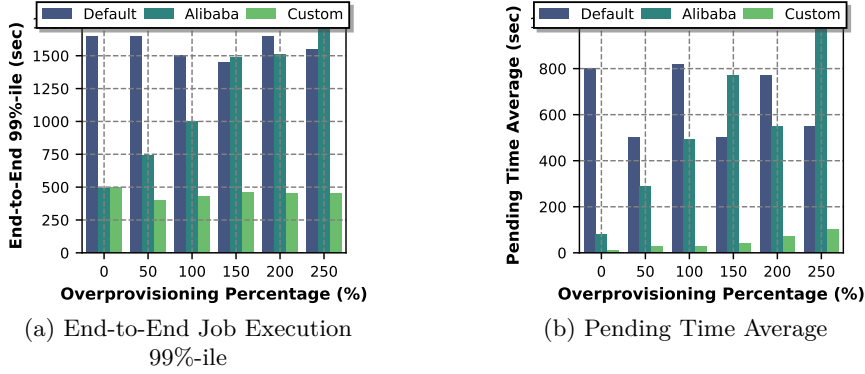 Default Alibaba Custom
End-to-End 99%-ile (sec)
1500
1250
1000
750
500
250
0
0 50 100 150 200 250
Overprovisioning Percentage (%)
(a) End-to-End Job Execution
99%-ile
Default Alibaba Custom
Pending Time Average (sec)
800
600
400
200
0
0 50 100 150 200 250
Overprovisioning Percentage (%)
(b) Pending Time Average